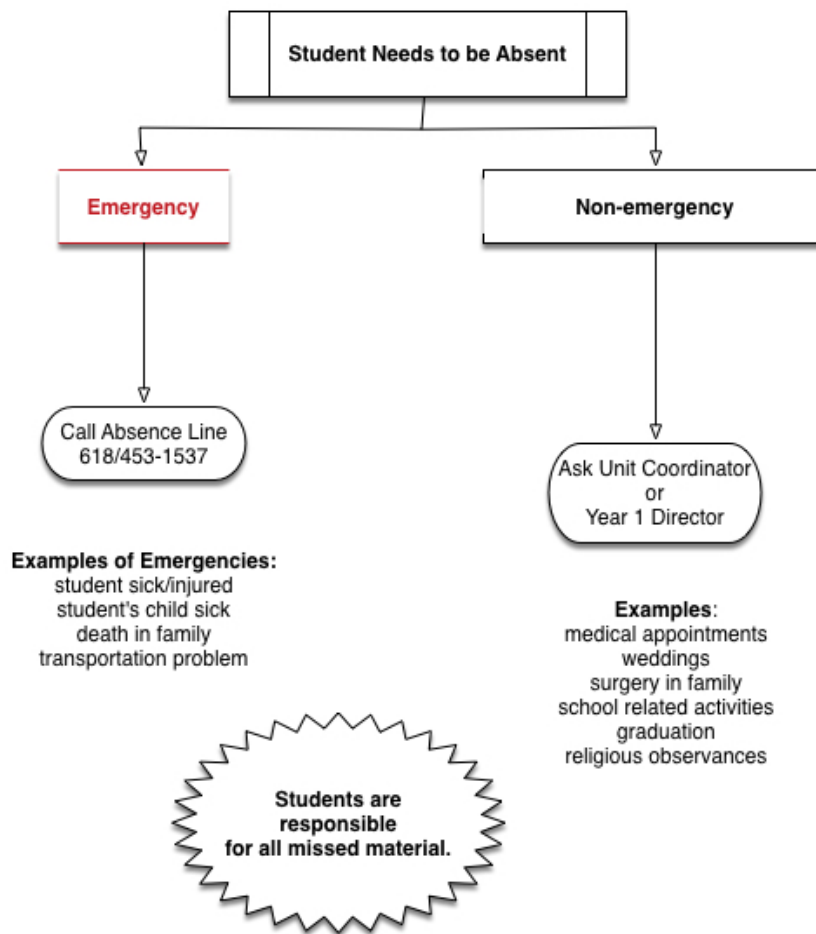 Student Needs to be Absent
Emergency
Non-emergency
Call Absence Line
618/453-1537
Ask Unit Coordinator
or
Year 1 Director
Examples of Emergencies:
student sick/injured
student's child sick
death in family
transportation problem
Examples:
medical appointments
weddings
surgery in family
school related activities
graduation
religious observances
Students are
responsible
for all missed material.